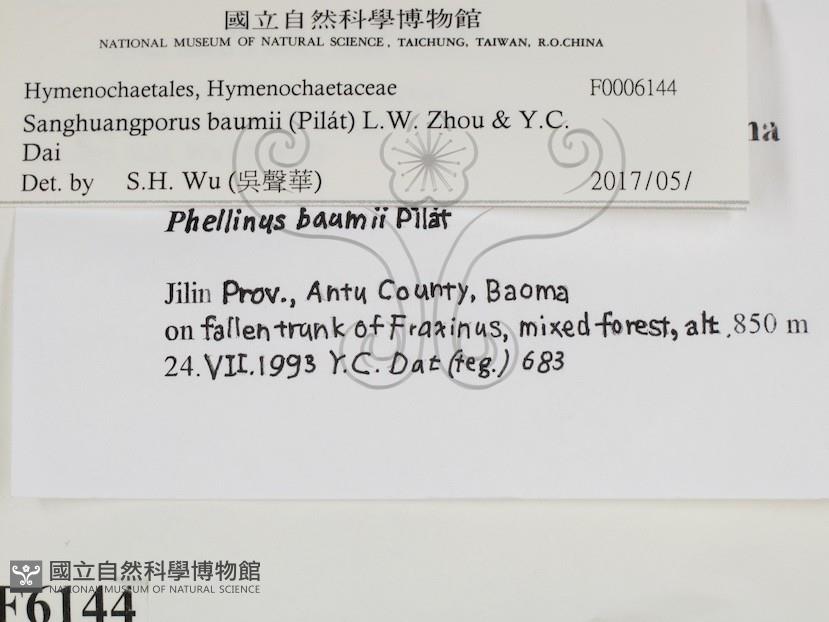 國立自然科學博物館
NATIONAL MUSEUM OF NATURAL SCIENCE, TAICHUNG, TAIWAN, R.O.CHINA
Hymenochaetales, Hymenochaetaceae F0006144
Sanghuangporus baumii (Pilát) L.W. Zhou & Y.C.
Dai
Det. by S.H. Wu (吳聲華) 2017/05/
na
Phellinus baumii Pilát
Jilin Prov., Antu County, Baoma
on fallen trunk of Fraxinus, mixed forest, alt.850 m
24.VII.1993 Y.C. Dat (teg.) 683
國立自然科學博物館
NATIONAL MUSEUM OF NATURAL SCIENCE
F6144